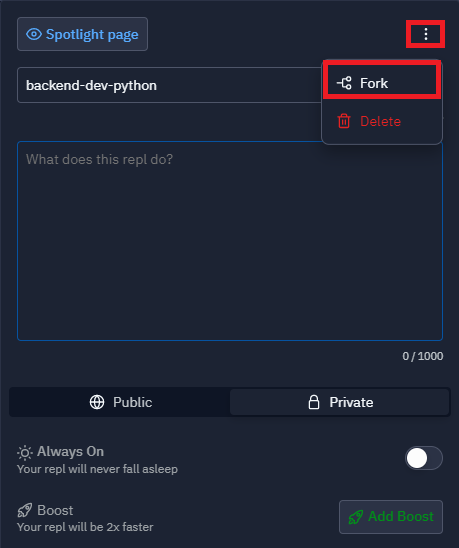 Spotlight page
backend-dev-python
Fork
Delete
What does this repl do?
0 / 1000
Public
Private
Always On
Your repl will never fall asleep
Boost
Your repl will be 2x faster
Add Boost